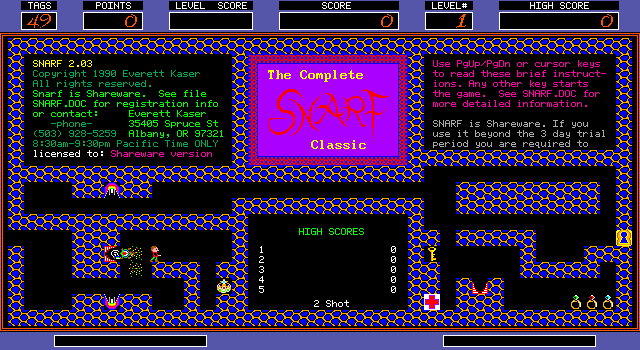 TAGS POINTS LEVEL SCORE SCORE LEVEL# HIGH SCORE
49 0 0 1 0
SNARF 2.03
Copyright 1990 Everett Kaser
All rights reserved.
Snarf is Shareware. See file
SNARF.DOC for registration info
or contact: Everett Kaser
-phone- 35405 Spruce St
(503) 928-5259 Albany, OR 97321
8:30am-9:30pm Pacific Time ONLY
licensed to: Shareware version
The Complete
SNARF
Classic
Use PgUp/PgDn or cursor keys
to read these brief instruct-
ions. Any other key starts
the game. See SNARF.DOC for
more detailed information.
SNARF is Shareware. If you
use it beyond the 3 day trial
period you are required to
HIGH SCORES
1 0
2 0
3 0
4 0
5 0
2 Shot